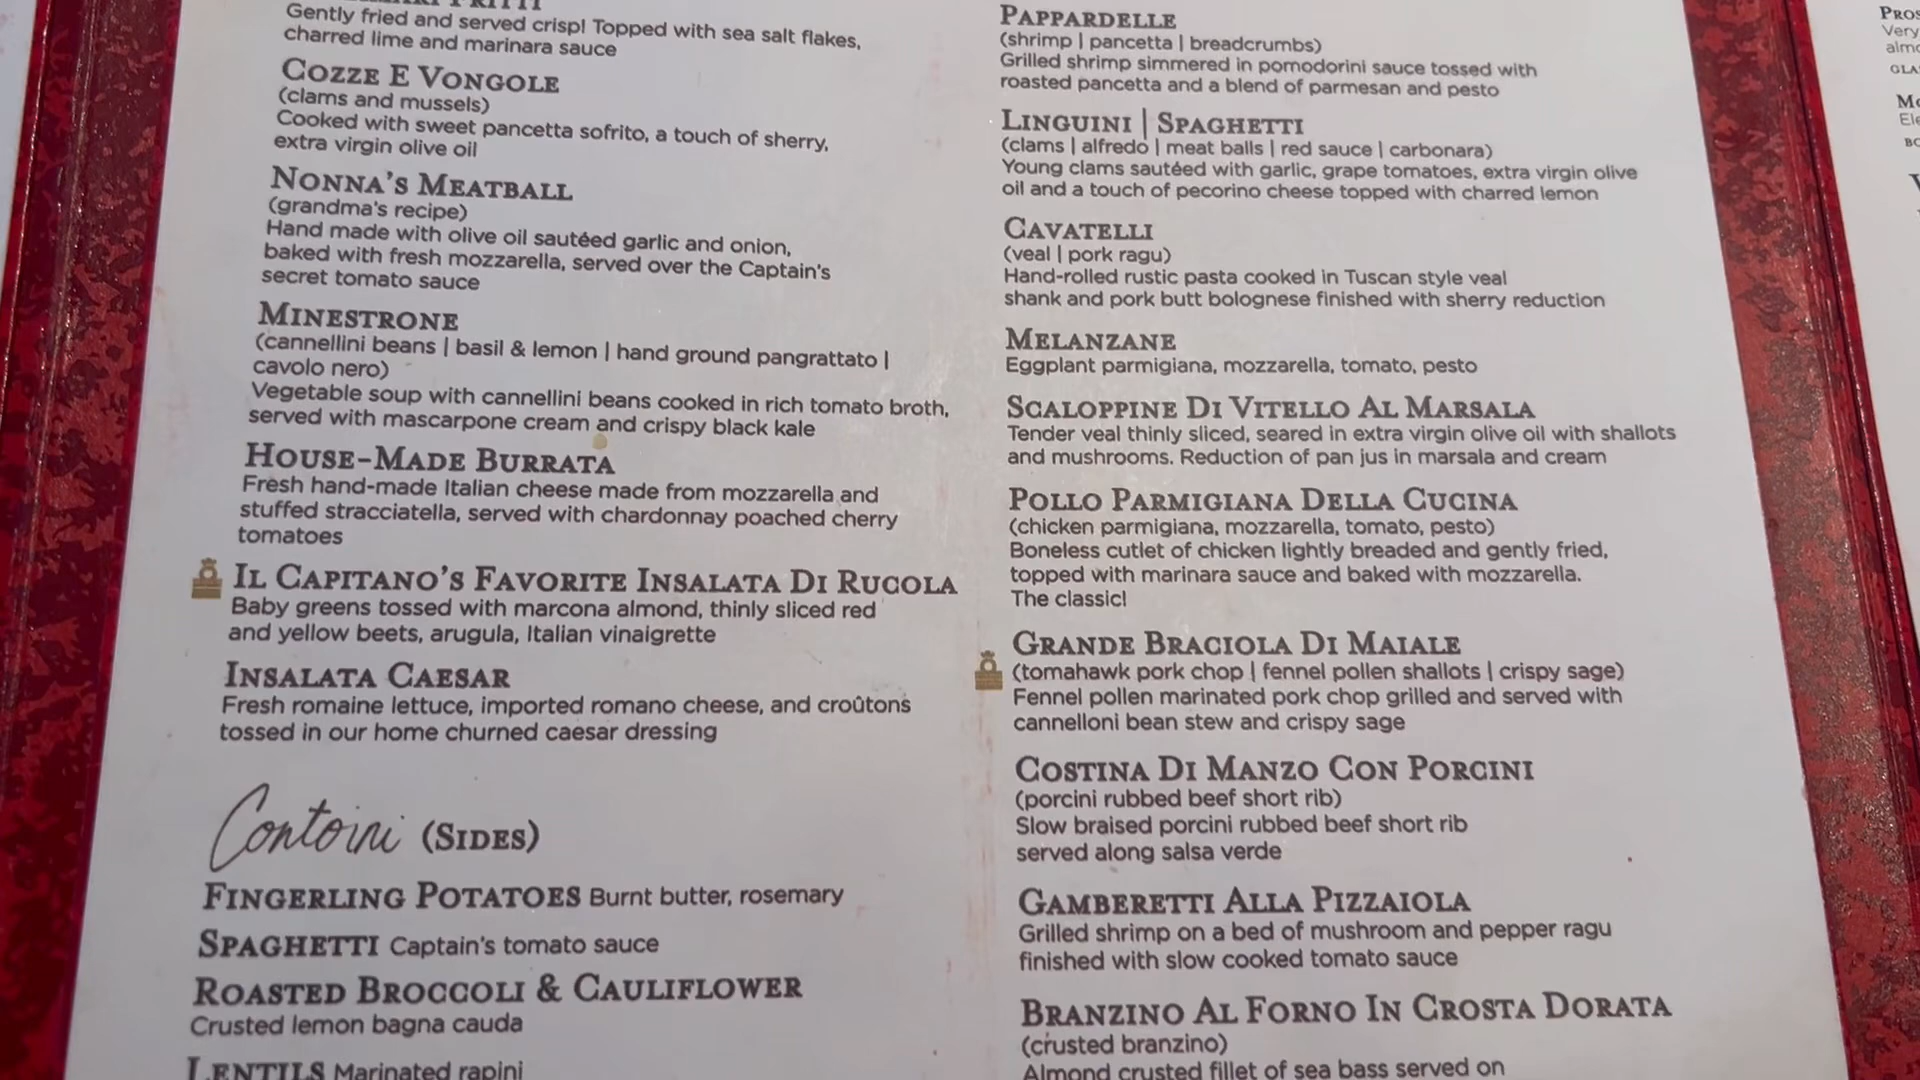 Gently fried and served crisp! Topped with sea salt flakes,
charred lime and marinara sauce
COZZE E VONGOLE
(clams and mussels)
Cooked with sweet pancetta sofrito, a touch of sherry,
extra virgin olive oil
NONNA'S MEATBALL
(grandma's recipe)
Hand made with olive oil sautéed garlic and onion,
baked with fresh mozzarella, served over the Captain's
secret tomato sauce
MINESTRONE
(cannellini beans | basil & lemon | hand ground pangrattato |
cavolo nero)
Vegetable soup with cannellini beans cooked in rich tomato broth,
served with mascarpone cream and crispy black kale
HOUSE-MADE BURRATA
Fresh hand-made Italian cheese made from mozzarella and
stuffed stracciatella, served with chardonnay poached cherry
tomatoes
IL CAPITANO'S FAVORITE INSALATA DI RUCOLA
Baby greens tossed with marcona almond, thinly sliced red
and yellow beets, arugula, Italian vinaigrette
INSALATA CAESAR
Fresh romaine lettuce, imported romano cheese, and croûtons
tossed in our home churned caesar dressing
Contoini (SIDES)
FINGERLING POTATOES Burnt butter, rosemary
SPAGHETTI Captain's tomato sauce
ROASTED BROCCOLI & CAULIFLOWER
Crusted lemon bagna cauda
LENTILS Marinated rapini
PAPPARDELLE
(shrimp | pancetta | breadcrumbs)
Grilled shrimp simmered in pomodorini sauce tossed with
roasted pancetta and a blend of parmesan and pesto
LINGUINI | SPAGHETTI
(clams | alfredo | meat balls | red sauce | carbonara)
Young clams sautéed with garlic, grape tomatoes, extra virgin olive
oil and a touch of pecorino cheese topped with charred lemon
CAVATELLI
(veal | pork ragu)
Hand-rolled rustic pasta cooked in Tuscan style veal
shank and pork butt bolognese finished with sherry reduction
MELANZANE
Eggplant parmigiana, mozzarella, tomato, pesto
SCALOPPINE DI VITELLO AL MARSALA
Tender veal thinly sliced, seared in extra virgin olive oil with shallots
and mushrooms. Reduction of pan jus in marsala and cream
POLLO PARMIGIANA DELLA CUCINA
(chicken parmigiana, mozzarella, tomato, pesto)
Boneless cutlet of chicken lightly breaded and gently fried,
topped with marinara sauce and baked with mozzarella.
The classic!
GRANDE BRACIOLA DI MAIALE
(tomahawk pork chop | fennel pollen shallots | crispy sage)
Fennel pollen marinated pork chop grilled and served with
cannelloni bean stew and crispy sage
COSTINA DI MANZO CON PORCINI
(porcini rubbed beef short rib)
Slow braised porcini rubbed beef short rib
served along salsa verde
GAMBERETTI ALLA PIZZAIOLA
Grilled shrimp on a bed of mushroom and pepper ragu
finished with slow cooked tomato sauce
BRANZINO AL FORNO IN CROSTA DORATA
(crusted branzino)
Almond crusted fillet of sea bass served on
Very